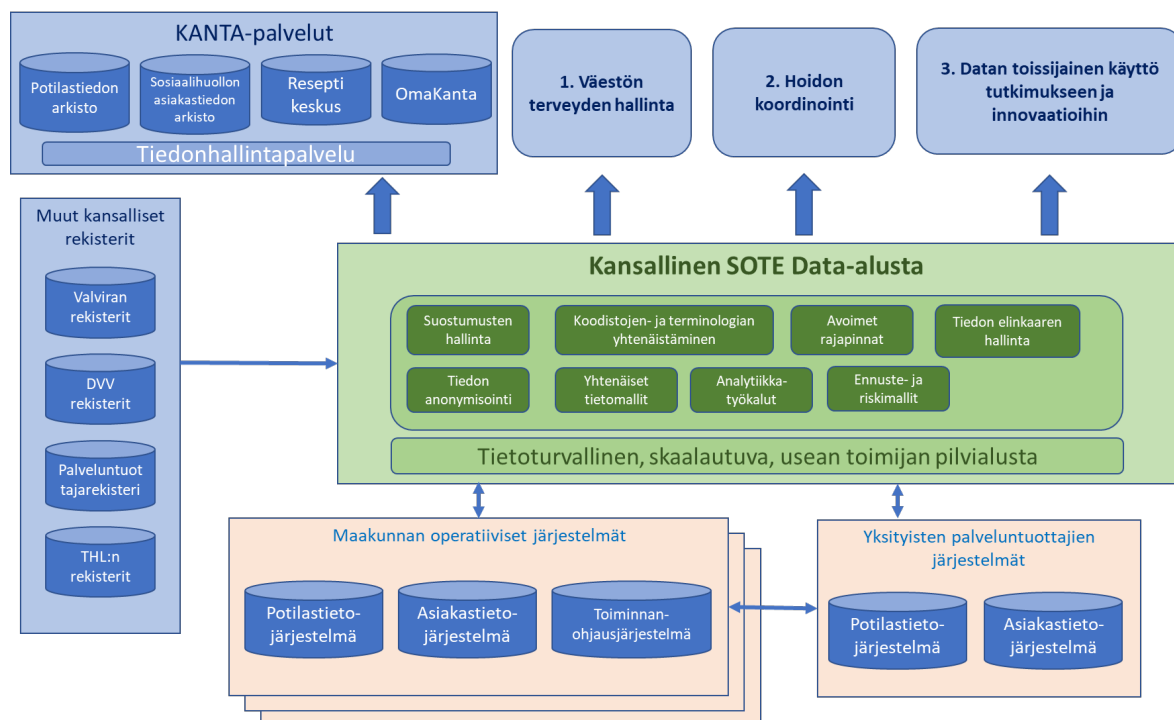 KANTA-palvelut
Potilastiedon
arkisto
Sosiaalihuollon
asiakastiedon
arkisto
Resepti
keskus
OmaKanta
Tiedonhallintapalvelu
1. Väestön
terveyden hallinta
2. Hoidon
koordinointi
3. Datan toissijainen käyttö
tutkimukseen ja
innovaatioihin
Muut kansalliset
rekisterit
Valviran
rekisterit
DVV
rekisterit
Palveluntuot
tajarekisteri
THL:n
rekisterit
Kansallinen SOTE Data-alusta
Suostumusten
hallinta
Koodistojen- ja terminologian
yhtenäistäminen
Avoimet
rajapinnat
Tiedon elinkaaren
hallinta
Tiedon
anonymisointi
Yhtenäiset
tietomallit
Analytiikka-
työkalut
Ennuste- ja
riskimallit
Tietoturvallinen, skaalautuva, usean toimijan pilvialusta
Maakunnan operatiiviset järjestelmät
Potilastieto-
järjestelmä
Asiakastieto-
järjestelmä
Toiminnan-
ohjausjärjestelmä
Yksityisten palveluntuottajien
järjestelmät
Potilastieto-
järjestelmä
Asiakastieto-
järjestelmä